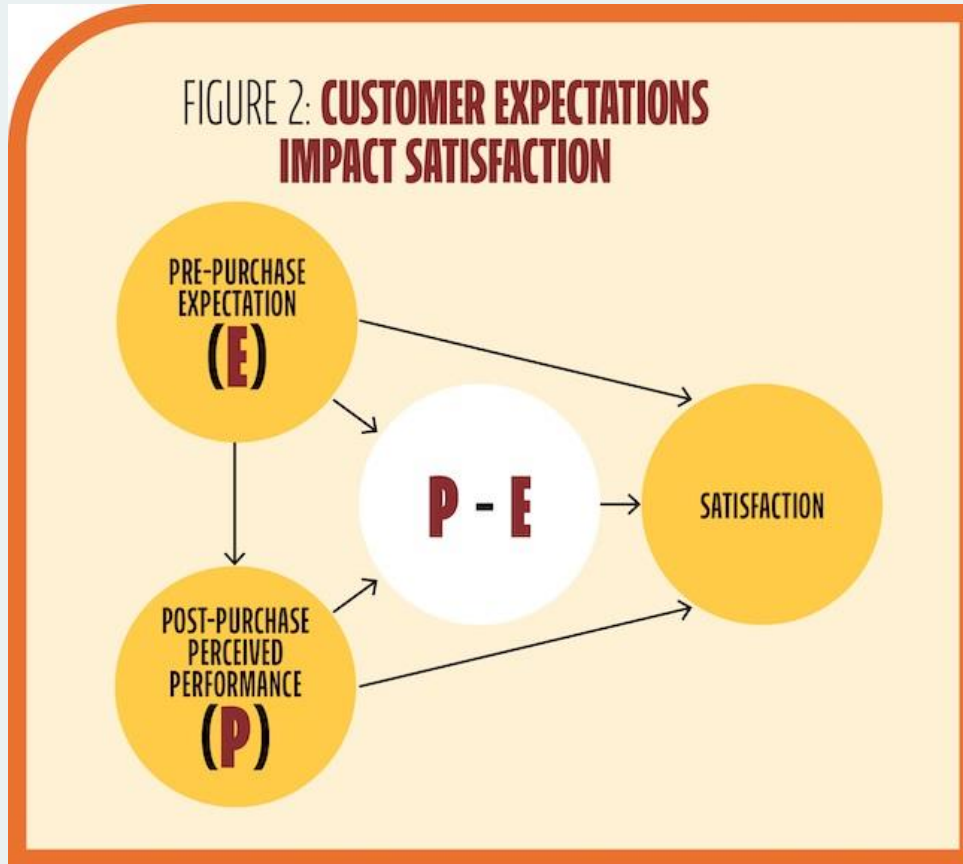 FIGURE 2: CUSTOMER EXPECTATIONS
IMPACT SATISFACTION
PRE-PURCHASE
EXPECTATION
(E)
P - E
SATISFACTION
POST-PURCHASE
PERCEIVED
PERFORMANCE
(P)